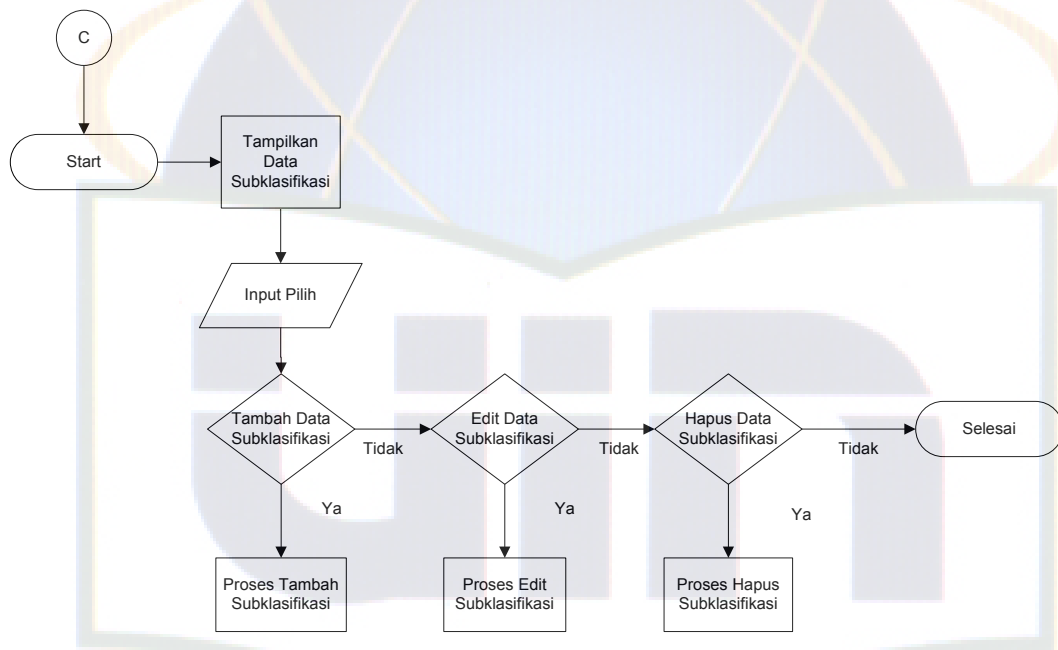 C
Start
Tampilkan
Data
Subklasifikasi
Input Pilih
Tambah Data
Subklasifikasi
Tidak
Edit Data
Subklasifikasi
Tidak
Hapus Data
Subklasifikasi
Tidak
Selesai
Ya
Ya
Ya
Proses Tambah
Subklasifikasi
Proses Edit
Subklasifikasi
Proses Hapus
Subklasifikasi
uin